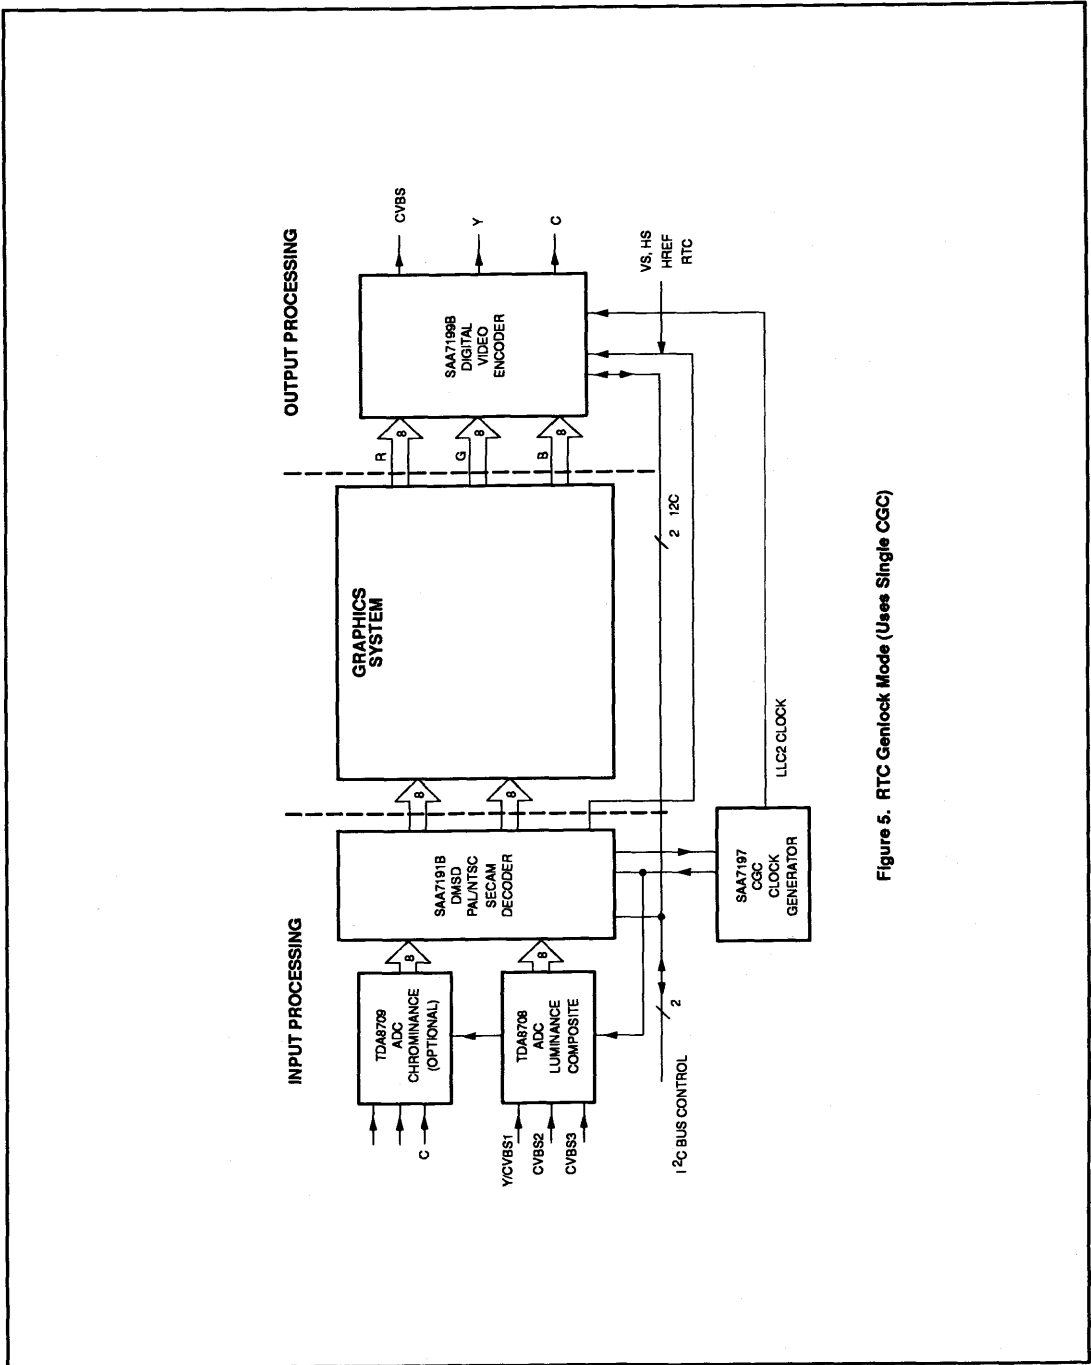 INPUT PROCESSING
OUTPUT PROCESSING
TDA8709
ADC
CHROMINANCE
(OPTIONAL)
C
TDA8708
ADC
LUMINANCE
COMPOSITE
Y/CVBS1
CVBS2
CVBS3
8
8
SAA7191B
DMSD
PAL/NTSC
SECAM
DECODER
8
8
GRAPHICS
SYSTEM
R
8
G
8
B
8
SAA7199B
DIGITAL
VIDEO
ENCODER
CVBS
Y
C
VS, HS
HREF
RTC
I²C BUS CONTROL
2
2 12C
SAA7197
CGC
CLOCK
GENERATOR
LLC2 CLOCK
Figure 5. RTC Genlock Mode (Uses Single CGC)